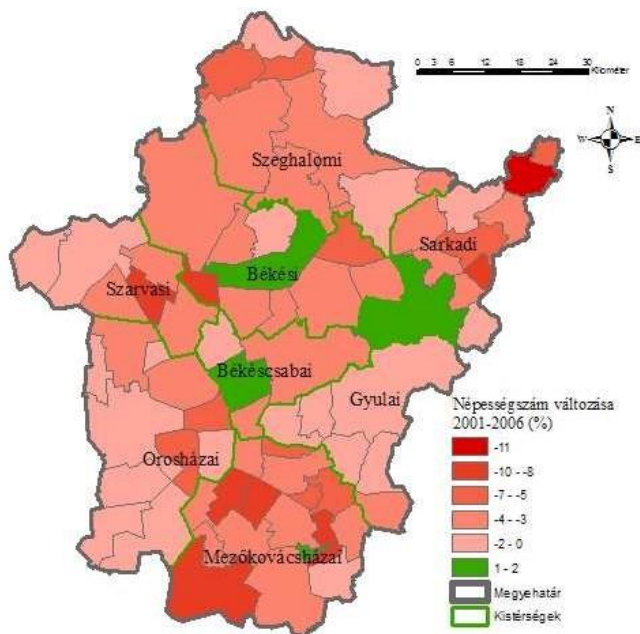 0 3 6 12 18 24 30
Kilométer
N
W E
S
Szeghalomi
Sarkadi
Békési
Szarvasi
Békéscsabai
Gyulai
Orosházai
Mezőkovácsházai
Népességszám változása
2001-2006 (%)
-11
-10 - -8
-7 - -5
-4 - -3
-2 - 0
1 - 2
Megyehatár
Kistérségek